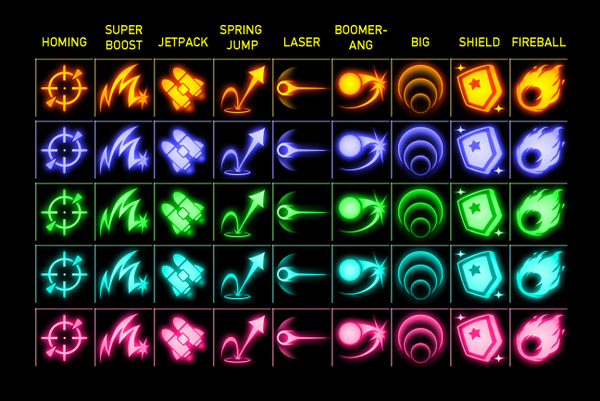 HOMING
SUPER
BOOST
JETPACK
SPRING
JUMP
LASER
BOOMER-
ANG
BIG
SHIELD
FIREBALL